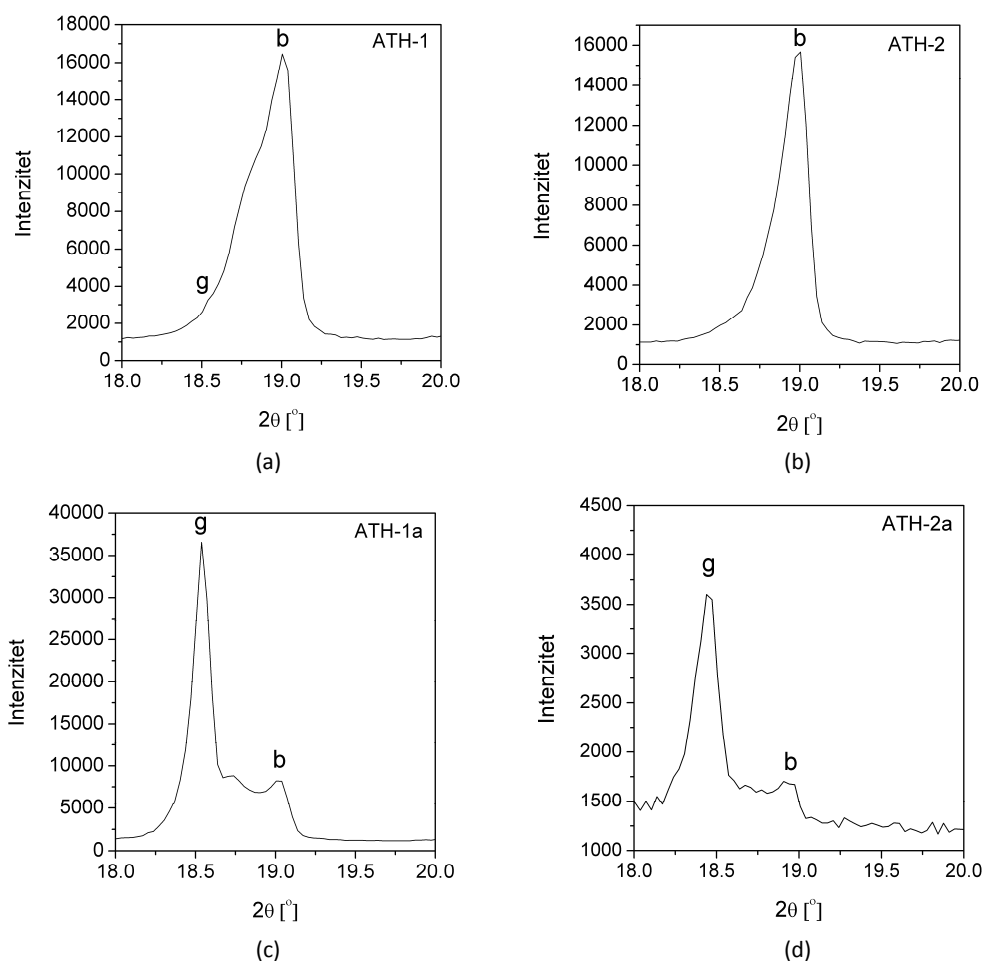 ATH-1
b
g
18000
16000
14000
12000
10000
8000
6000
4000
2000
0
Intenzitet
18.0 18.5 19.0 19.5 20.0
2θ [°]
(a)
ATH-2
b
16000
14000
12000
10000
8000
6000
4000
2000
0
Intenzitet
18.0 18.5 19.0 19.5 20.0
2θ [°]
(b)
ATH-1a
g
b
40000
35000
30000
25000
20000
15000
10000
5000
0
Intenzitet
18.0 18.5 19.0 19.5 20.0
2θ [°]
(c)
ATH-2a
g
b
4500
4000
3500
3000
2500
2000
1500
1000
Intenzitet
18.0 18.5 19.0 19.5 20.0
2θ [°]
(d)